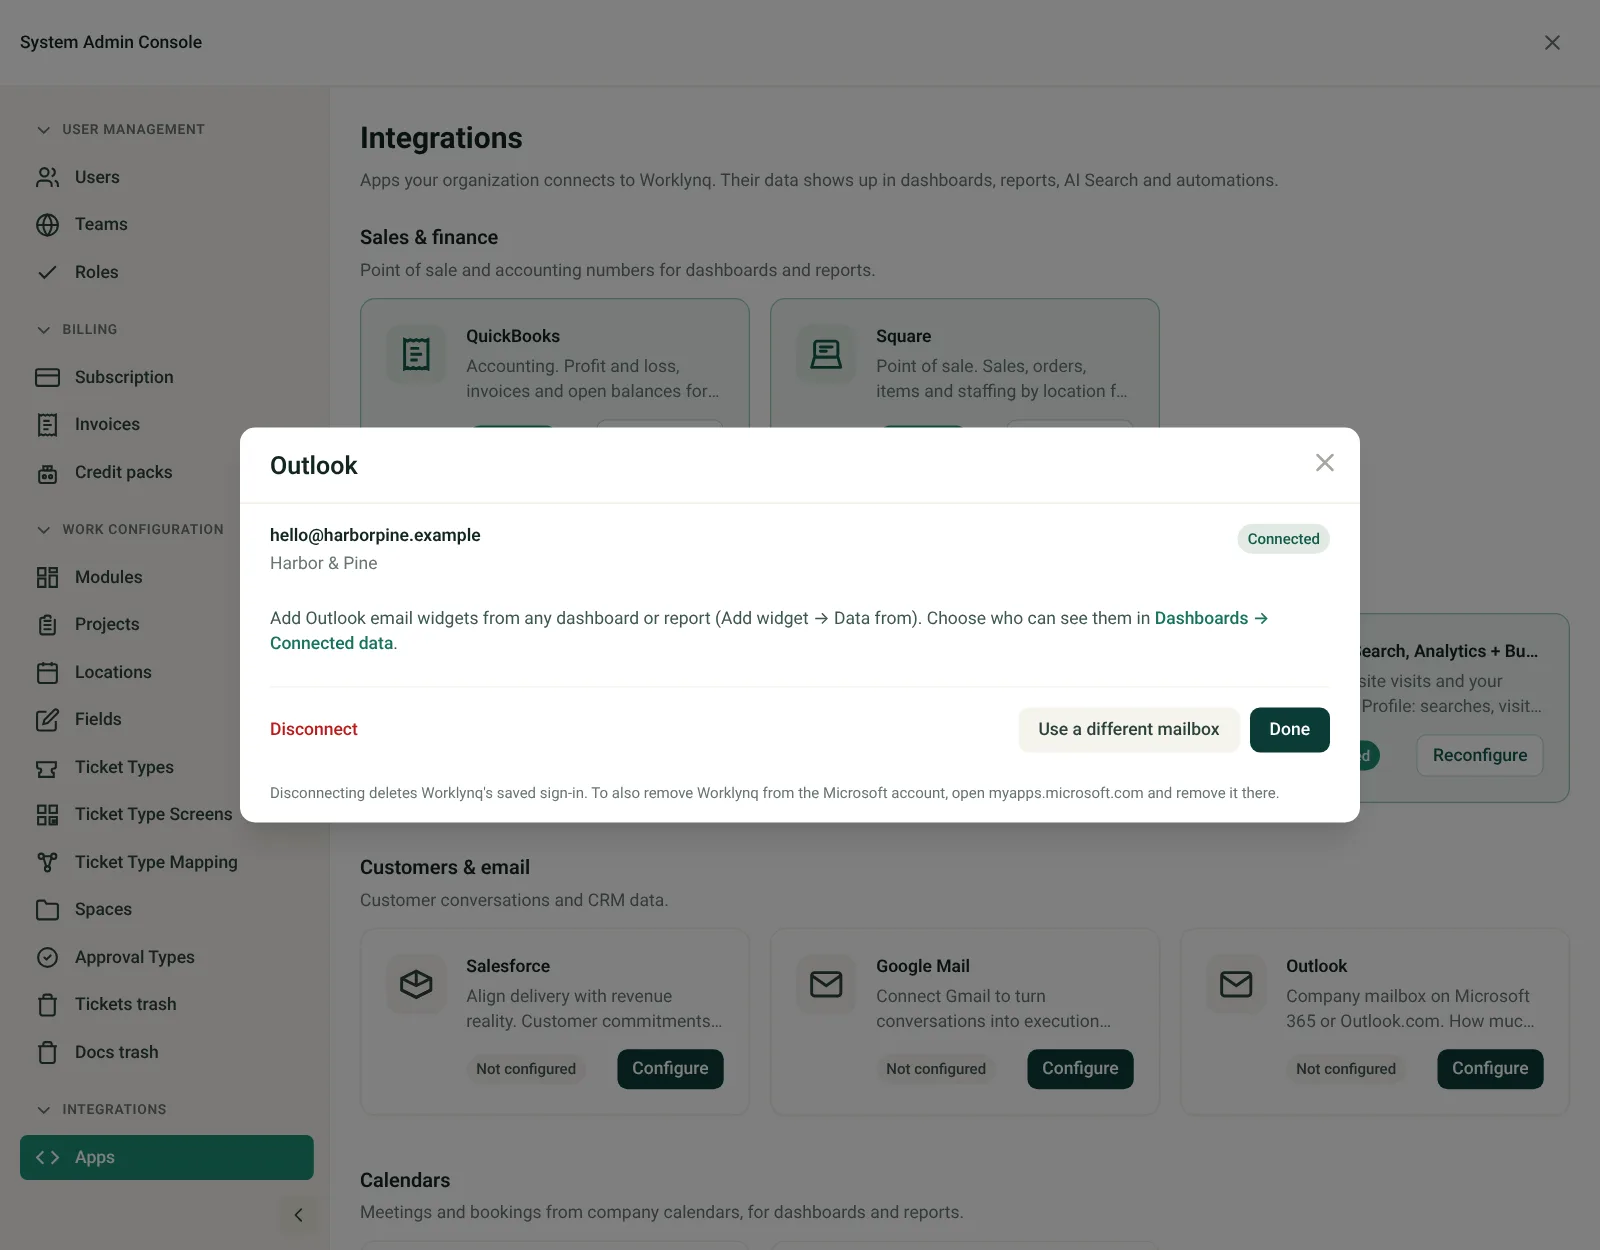 System Admin Console
USER MANAGEMENT
Users
Teams
Roles
BILLING
Subscription
Invoices
Credit packs
WORK CONFIGURATION
Modules
Projects
Locations
Fields
Ticket Types
Ticket Type Screens
Ticket Type Mapping
Spaces
Approval Types
Tickets trash
Docs trash
INTEGRATIONS
Apps
Integrations
Apps your organization connects to Worklynq. Their data shows up in dashboards, reports, AI Search and automations.
Sales & finance
Point of sale and accounting numbers for dashboards and reports.
QuickBooks
Accounting. Profit and loss,
invoices and open balances for…
Square
Point of sale. Sales, orders,
items and staffing by location f…
Outlook
hello@harborpine.example
Connected
Harbor & Pine
Add Outlook email widgets from any dashboard or report (Add widget → Data from). Choose who can see them in Dashboards →
Connected data.
Disconnect
Use a different mailbox
Done
Disconnecting deletes Worklynq's saved sign-in. To also remove Worklynq from the Microsoft account, open myapps.microsoft.com and remove it there.
Search, Analytics + Bu…
site visits and your
Profile: searches, visit…
Reconfigure
Customers & email
Customer conversations and CRM data.
Salesforce
Align delivery with revenue
reality. Customer commitments…
Not configured
Configure
Google Mail
Connect Gmail to turn
conversations into execution…
Not configured
Configure
Outlook
Company mailbox on Microsoft
365 or Outlook.com. How muc…
Not configured
Configure
Calendars
Meetings and bookings from company calendars, for dashboards and reports.